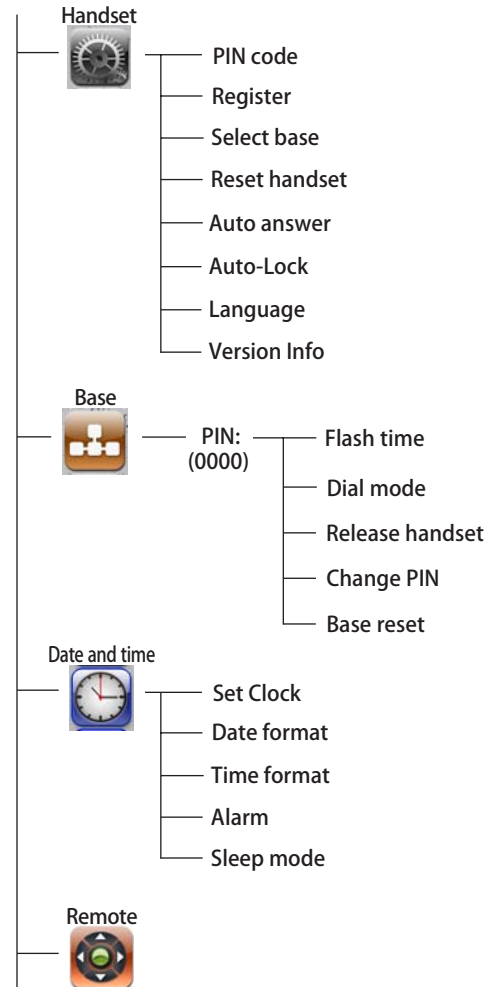 Handset
PIN code
Register
Select base
Reset handset
Auto answer
Auto-Lock
Language
Version Info
Base
PIN:
(0000)
Flash time
Dial mode
Release handset
Change PIN
Base reset
Date and time
Set Clock
Date format
Time format
Alarm
Sleep mode
Remote